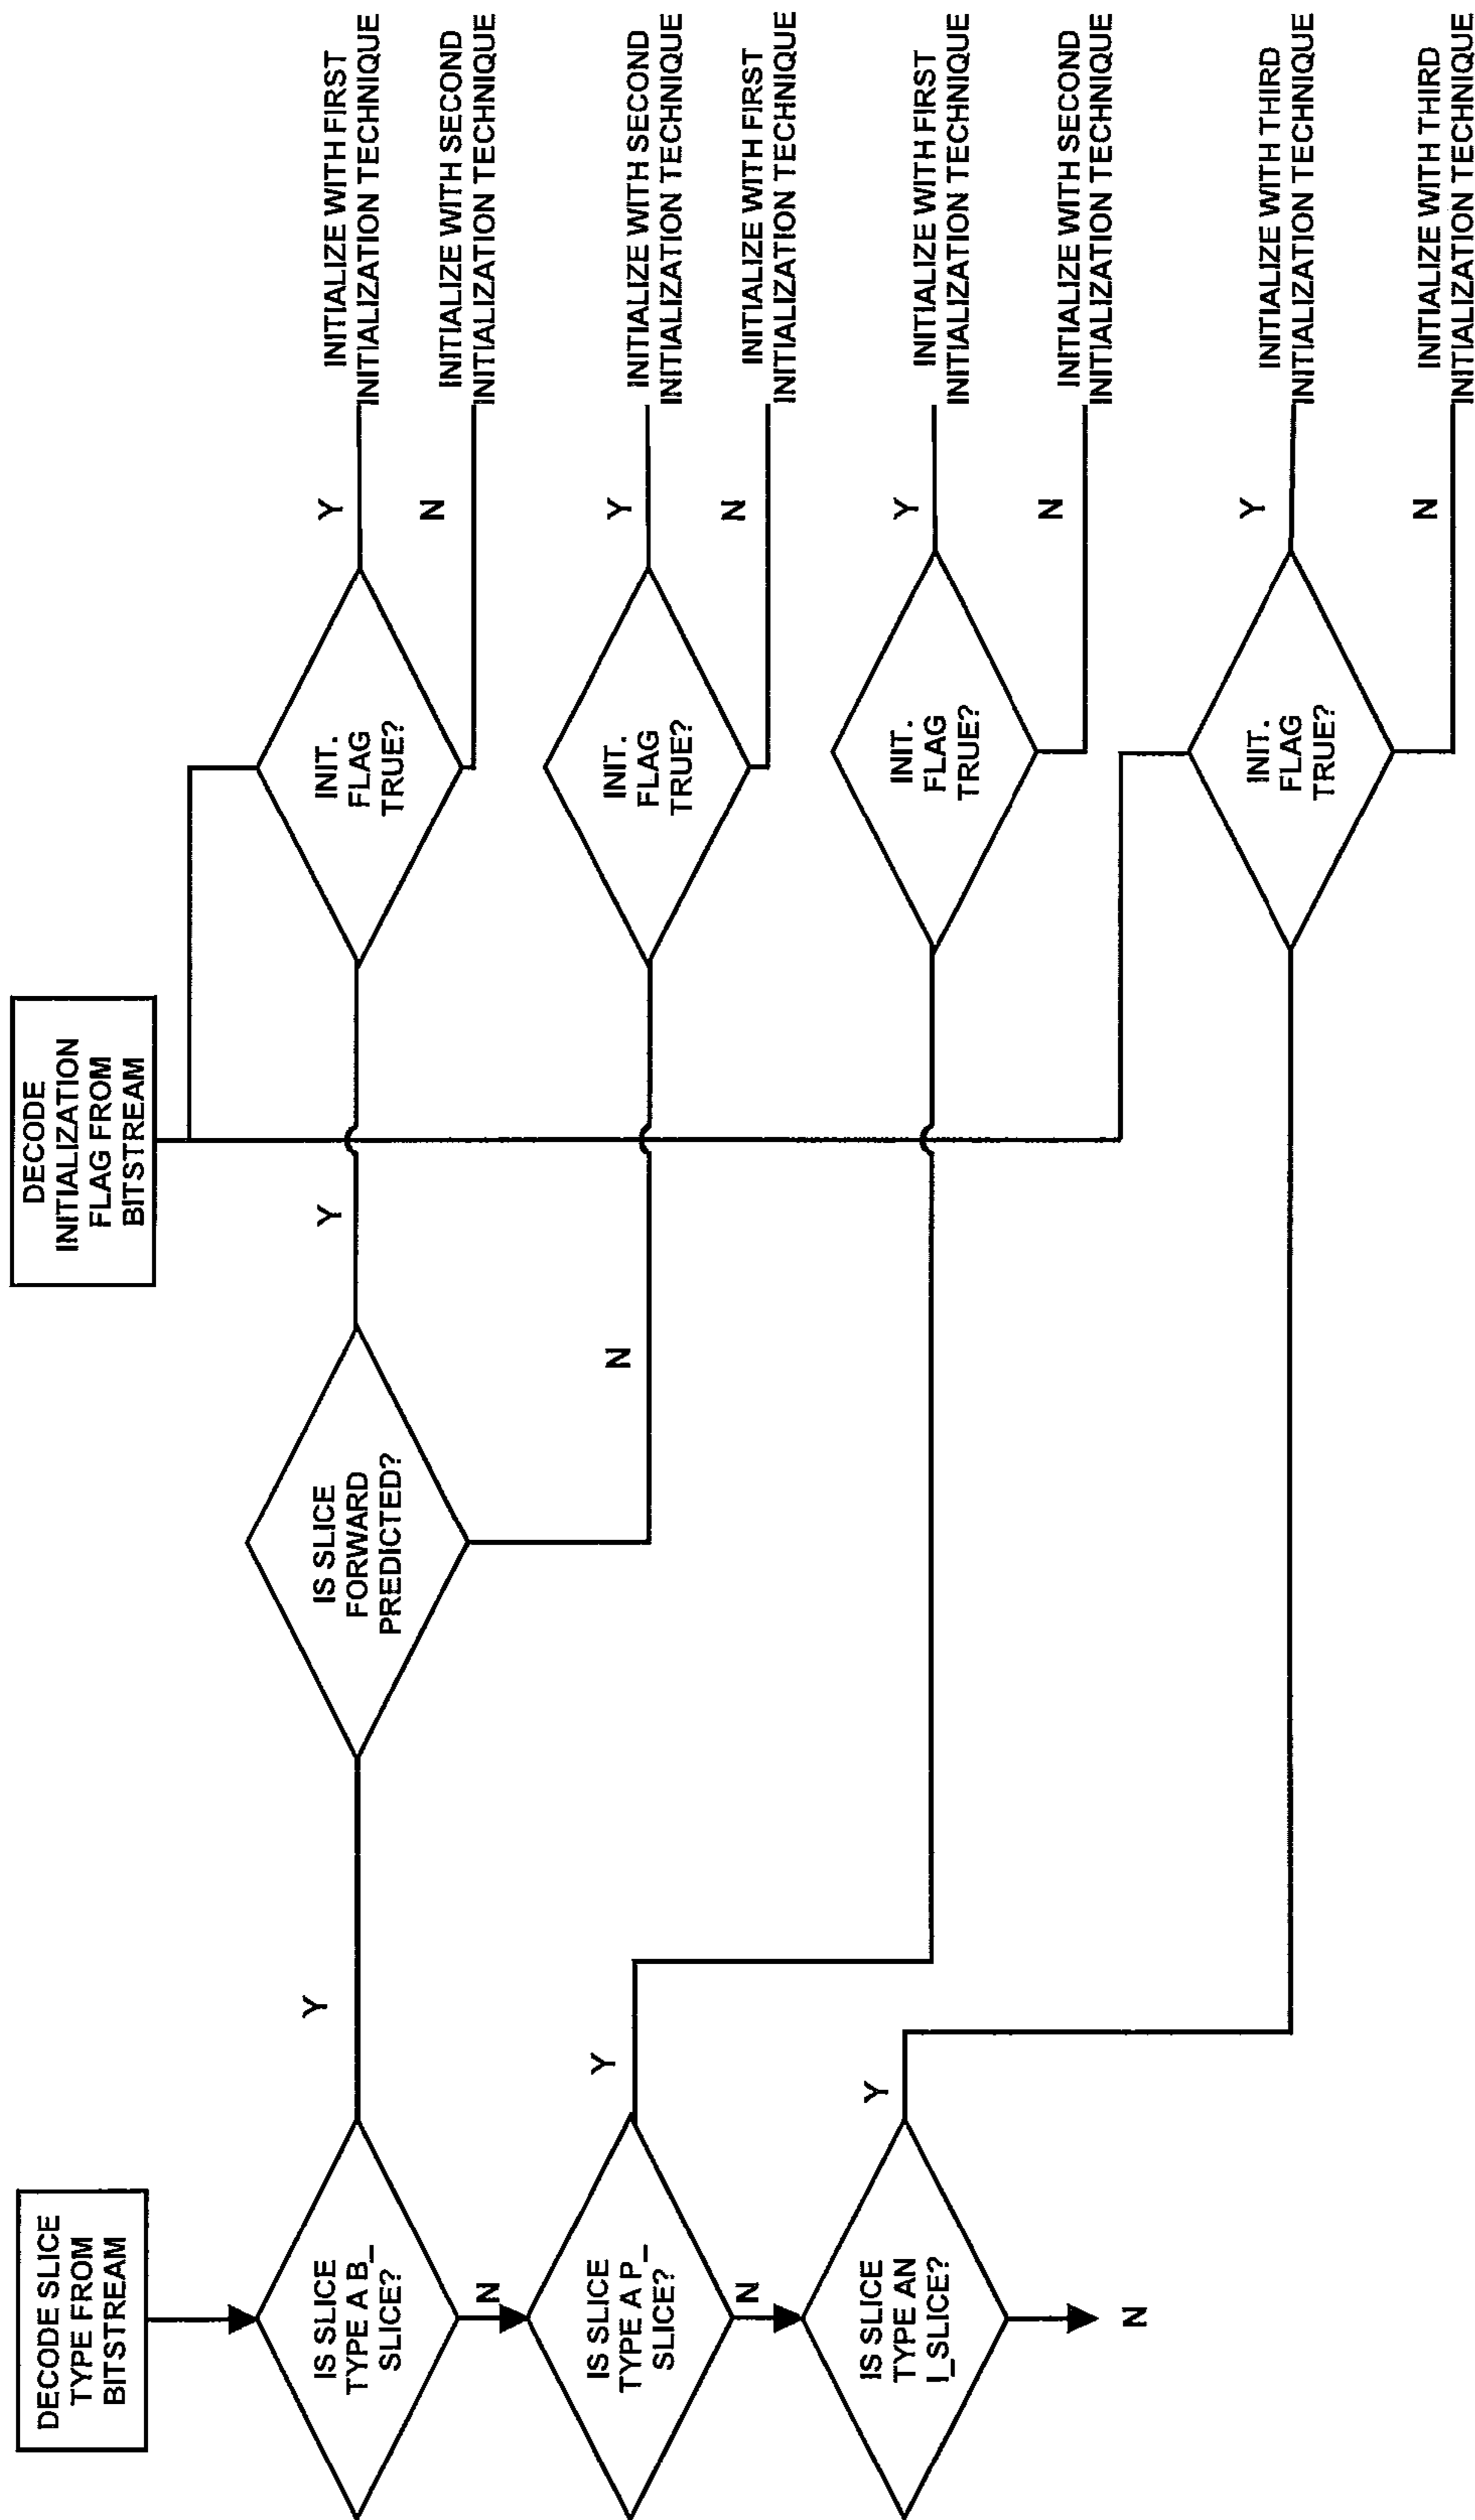 DECODE SLICE
TYPE FROM
BITSTREAM
DECODE
INITIALIZATION
FLAG FROM
BITSTREAM
IS SLICE
TYPE A B_
SLICE?
Y
N
IS SLICE
FORWARD
PREDICTED?
Y
N
INIT.
FLAG
TRUE?
Y
INITIALIZE WITH FIRST
INITIALIZATION TECHNIQUE
N
INITIALIZE WITH SECOND
INITIALIZATION TECHNIQUE
INIT.
FLAG
TRUE?
Y
INITIALIZE WITH SECOND
INITIALIZATION TECHNIQUE
N
INITIALIZE WITH FIRST
INITIALIZATION TECHNIQUE
IS SLICE
TYPE A P_
SLICE?
Y
N
INIT.
FLAG
TRUE?
Y
INITIALIZE WITH FIRST
INITIALIZATION TECHNIQUE
N
INITIALIZE WITH SECOND
INITIALIZATION TECHNIQUE
IS SLICE
TYPE AN
I_SLICE?
Y
N
INIT.
FLAG
TRUE?
Y
INITIALIZE WITH THIRD
INITIALIZATION TECHNIQUE
N
INITIALIZE WITH THIRD
INITIALIZATION TECHNIQUE